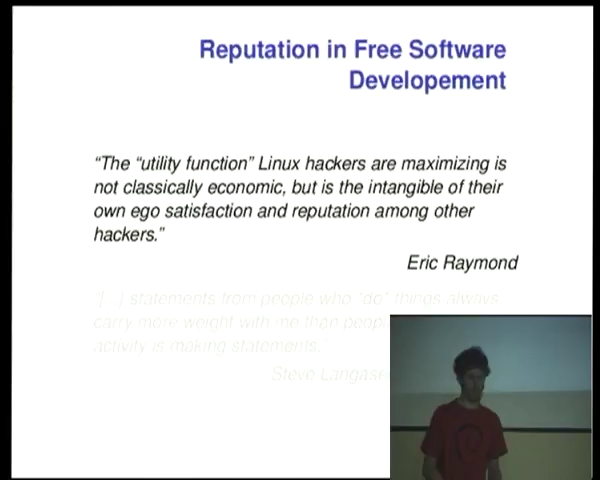 Reputation in Free Software
Developement
“The “utility function” Linux hackers are maximizing is
not classically economic, but is the intangible of their
own ego satisfaction and reputation among other
hackers.”
Eric Raymond
“[...] statements from people who “do” things always
carry more weight with me than
activity is making statements.”
Steve